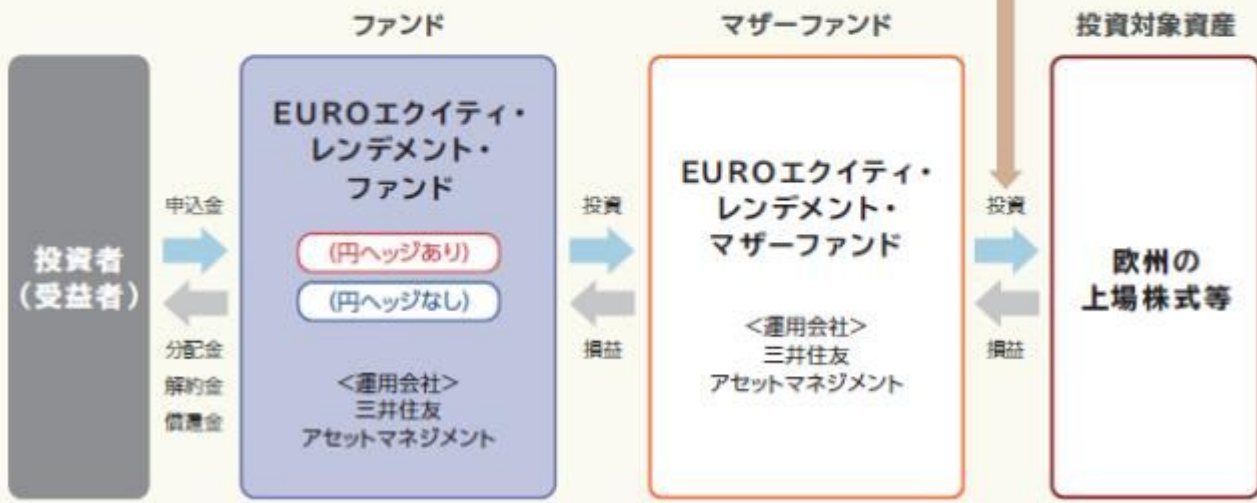 ファンド
マザーファンド
投資対象資産
投資者
（受益者）
申込金
分配金
解約金
償還金
EUROエクイティ・
レンデメント・
ファンド
(円ヘッジあり)
(円ヘッジなし)
<運用会社>
三井住友
アセットマネジメント
投資
損益
EUROエクイティ・
レンデメント・
マザーファンド
<運用会社>
三井住友
アセットマネジメント
投資
損益
欧州の
上場株式等